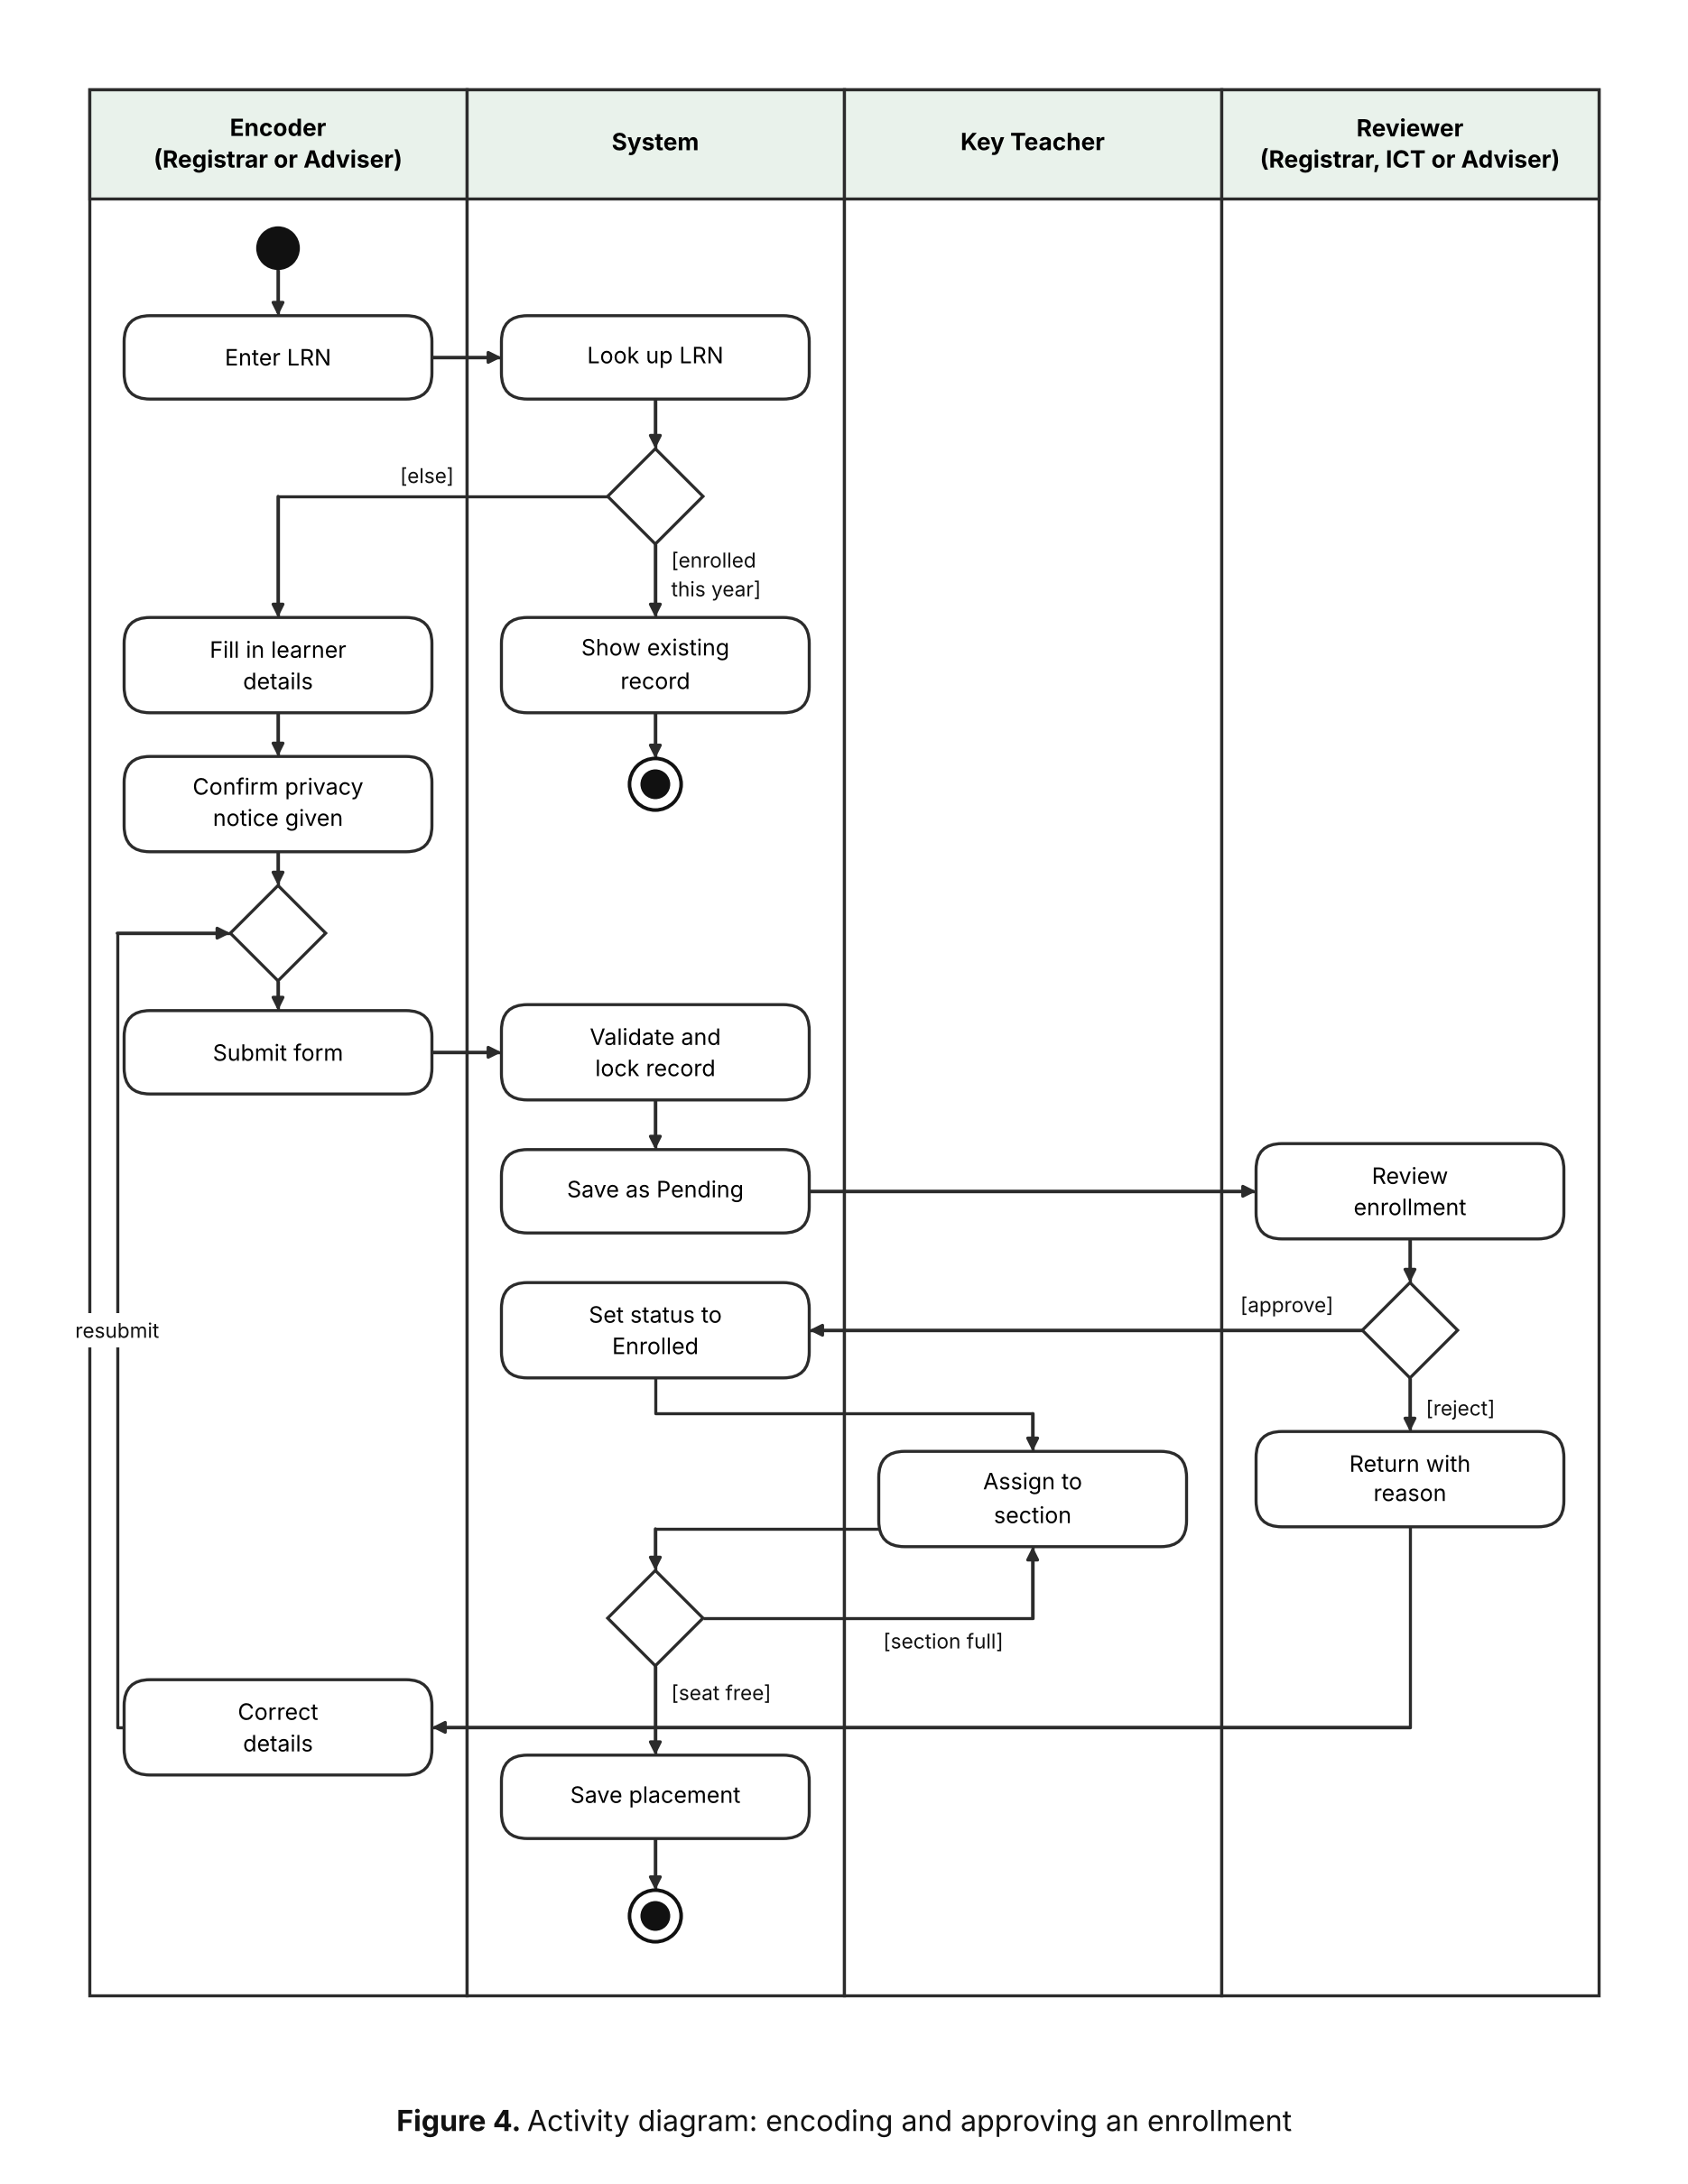 Encoder
(Registrar or Adviser)
System
Key Teacher
Reviewer
(Registrar, ICT or Adviser)
Enter LRN
Look up LRN
[else]
[enrolled
this year]
Fill in learner
details
Show existing
record
Confirm privacy
notice given
Submit form
Validate and
lock record
Save as Pending
Review
enrollment
[approve]
Set status to
Enrolled
resubmit
[reject]
Return with
reason
Assign to
section
[section full]
[seat free]
Correct
details
Save placement
Figure 4. Activity diagram: encoding and approving an enrollment